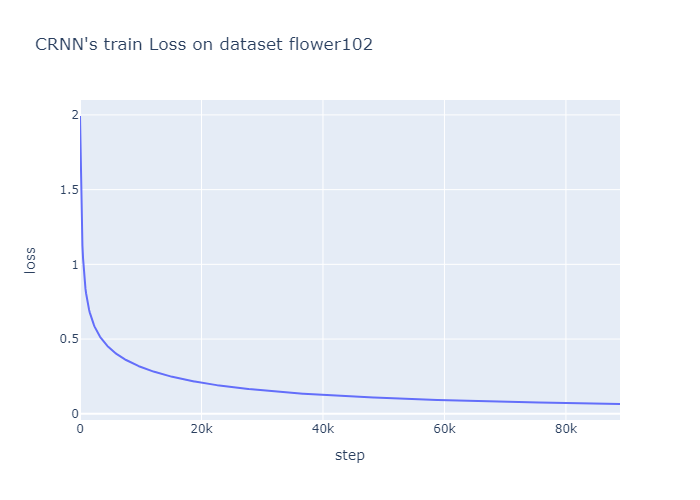 CRNN's train Loss on dataset flower102
2
1.5
1
0.5
0
loss
0 20k 40k 60k 80k
step